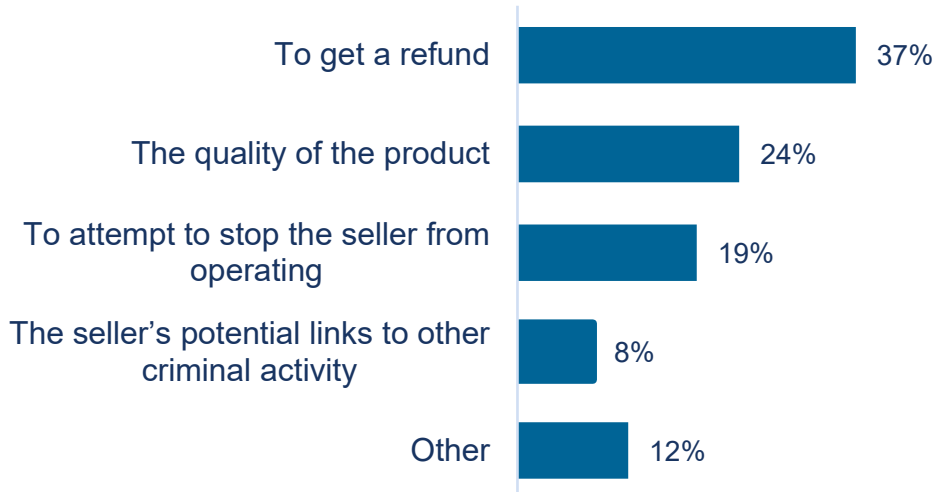 To get a refund
37%
The quality of the product
24%
To attempt to stop the seller from
operating
19%
The seller’s potential links to other
criminal activity
8%
Other
12%